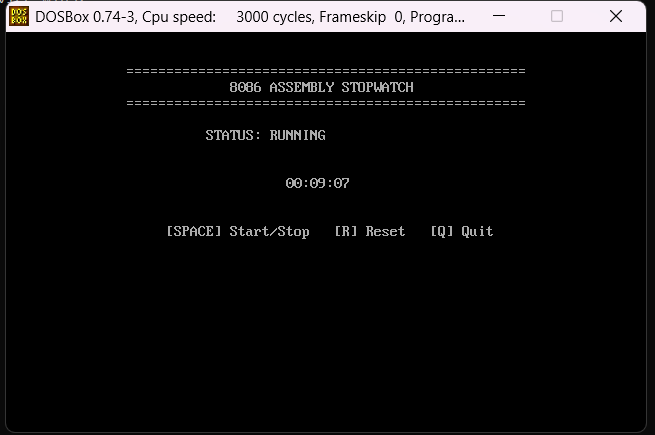 DOSBox 0.74-3, Cpu speed: 3000 cycles, Frameskip 0, Progra...
==================================================
8086 ASSEMBLY STOPWATCH
==================================================
STATUS: RUNNING
00:09:07
[SPACE] Start/Stop [R] Reset [Q] Quit